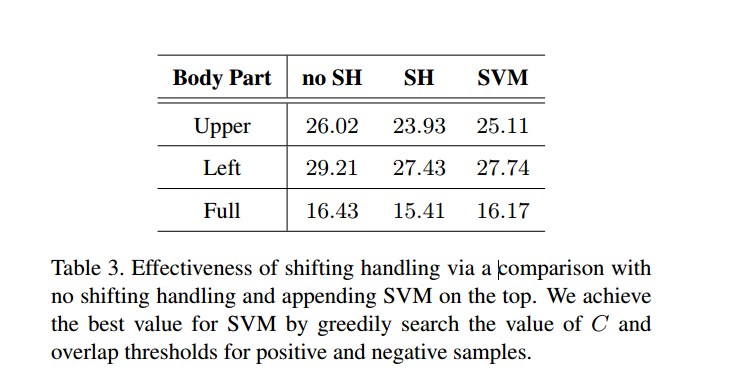 Body Part no SH SH SVM
Upper 26.02 23.93 25.11
Left 29.21 27.43 27.74
Full 16.43 15.41 16.17
Table 3. Effectiveness of shifting handling via a comparison with
no shifting handling and appending SVM on the top. We achieve
the best value for SVM by greedily search the value of C and
overlap thresholds for positive and negative samples.